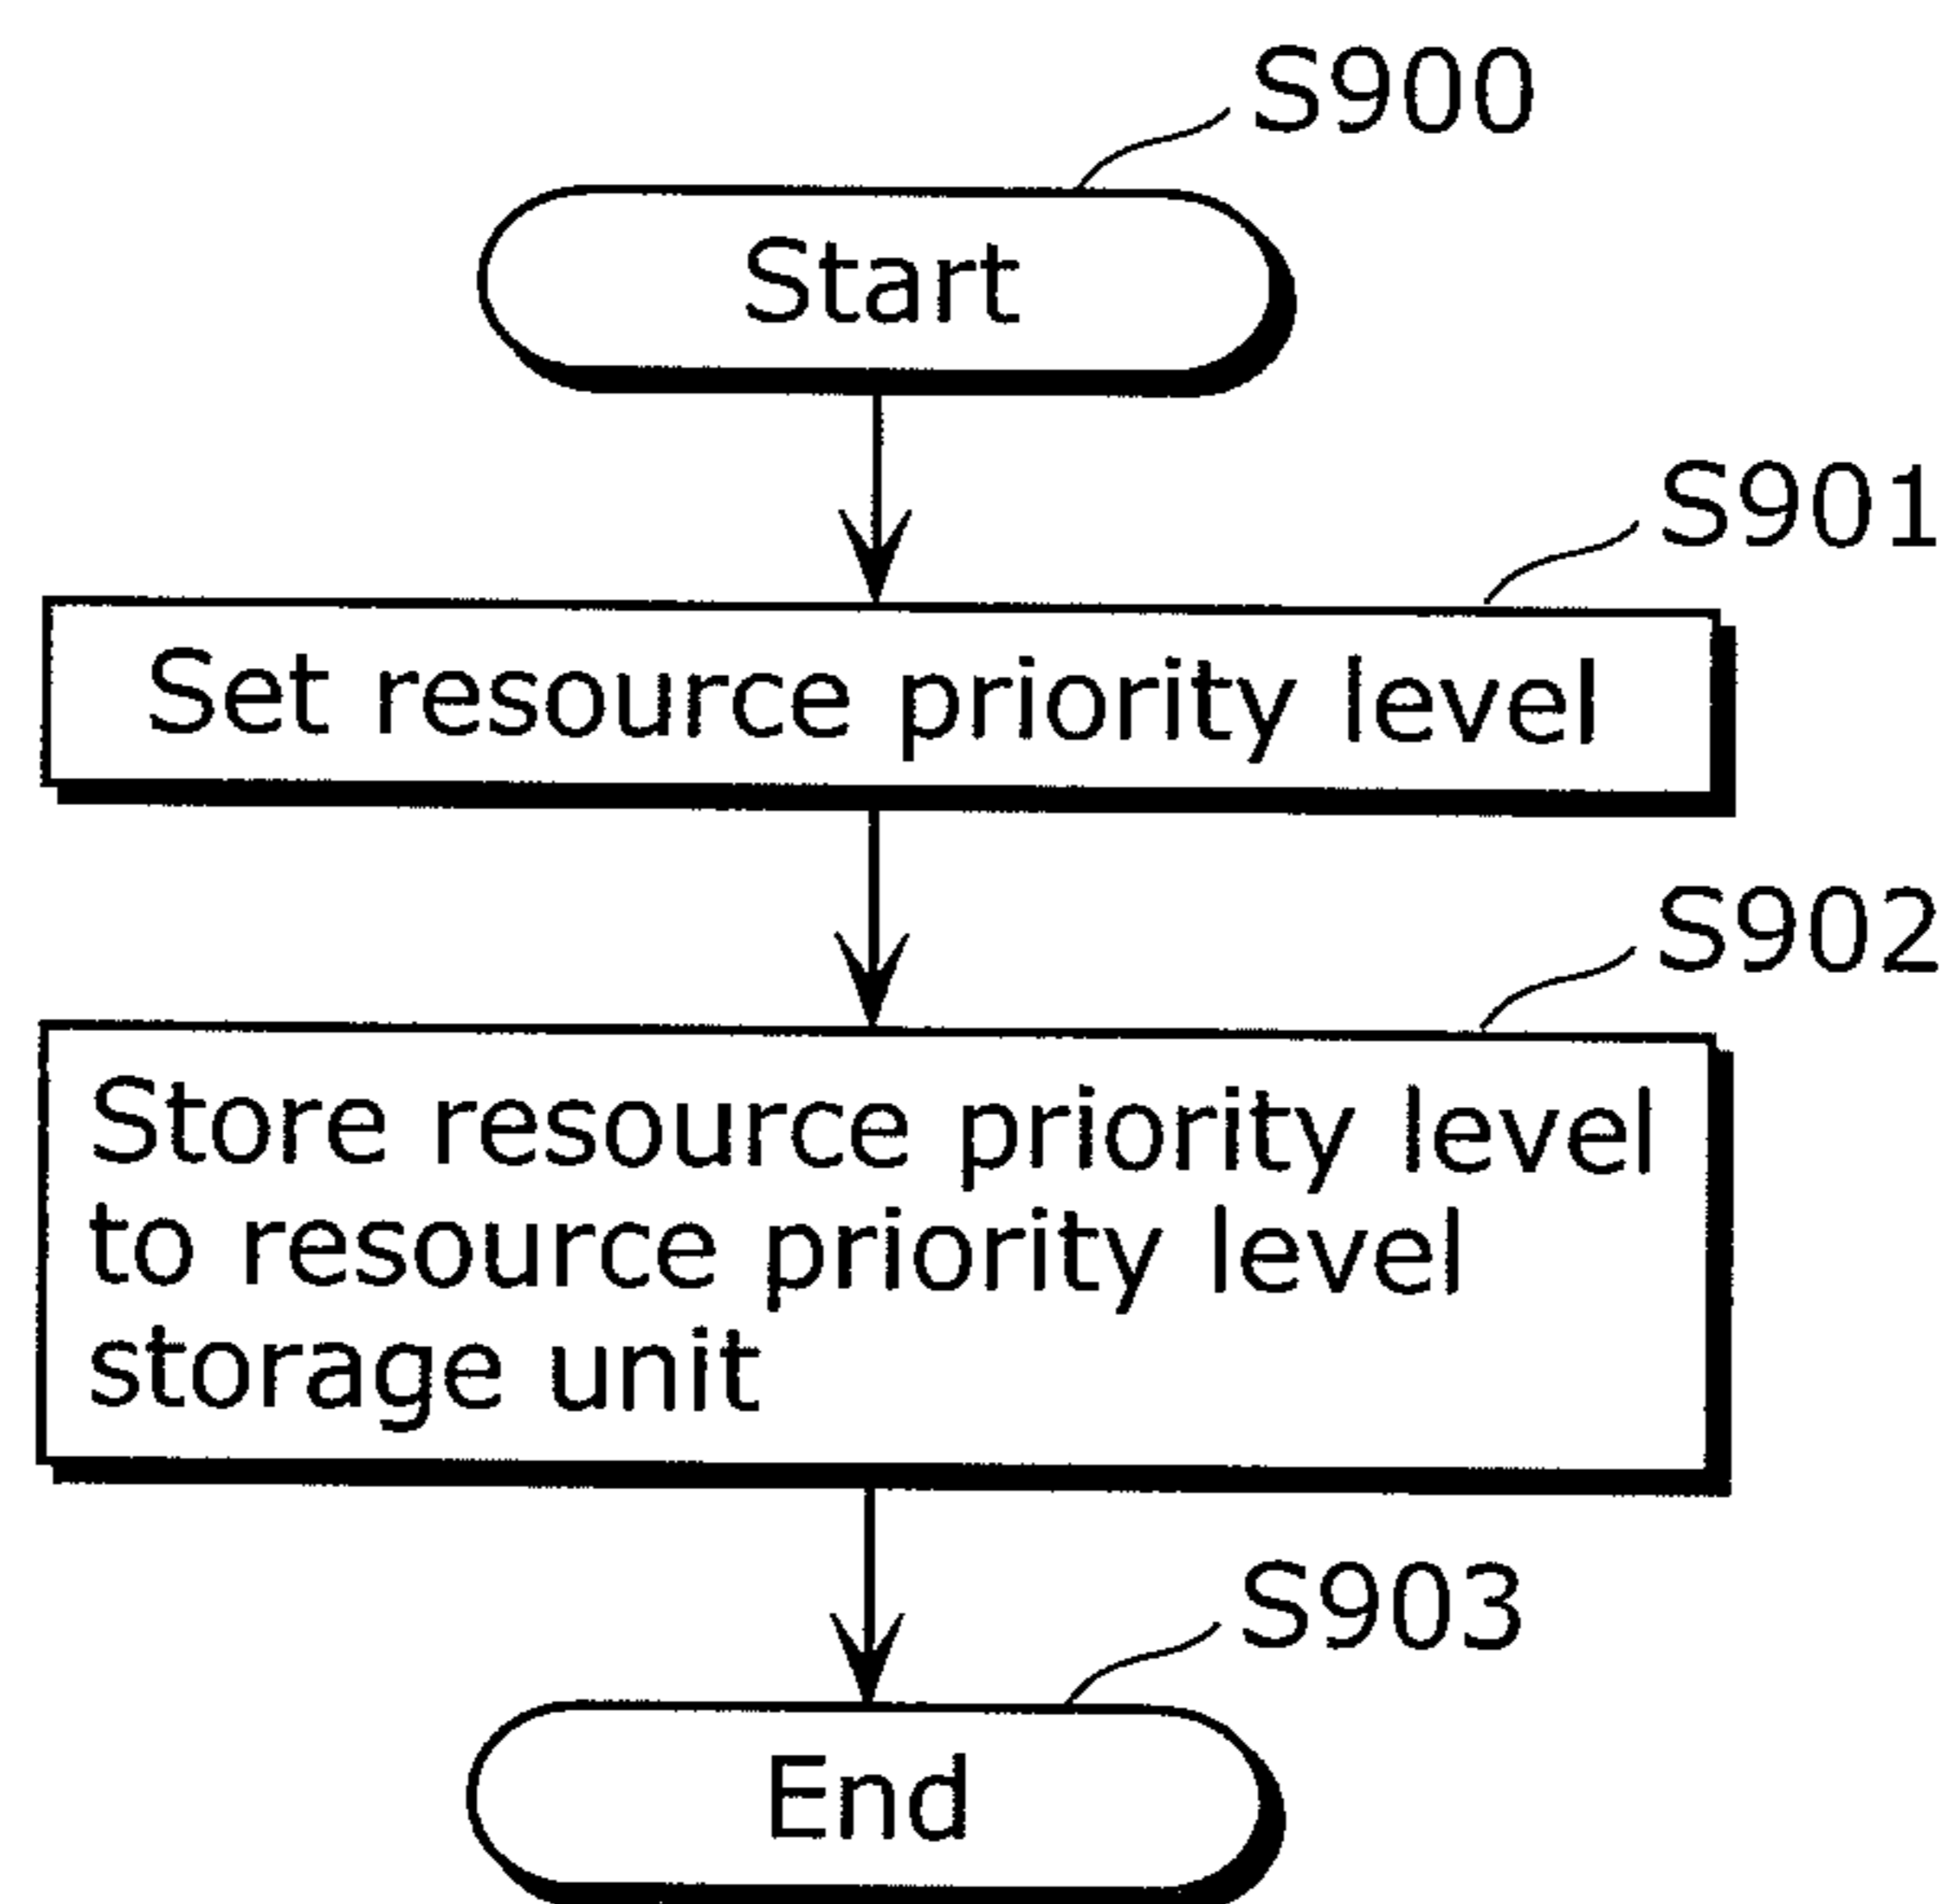 S900
Start
S901
Set resource priority level
S902
Store resource priority level
to resource priority level
storage unit
S903
End